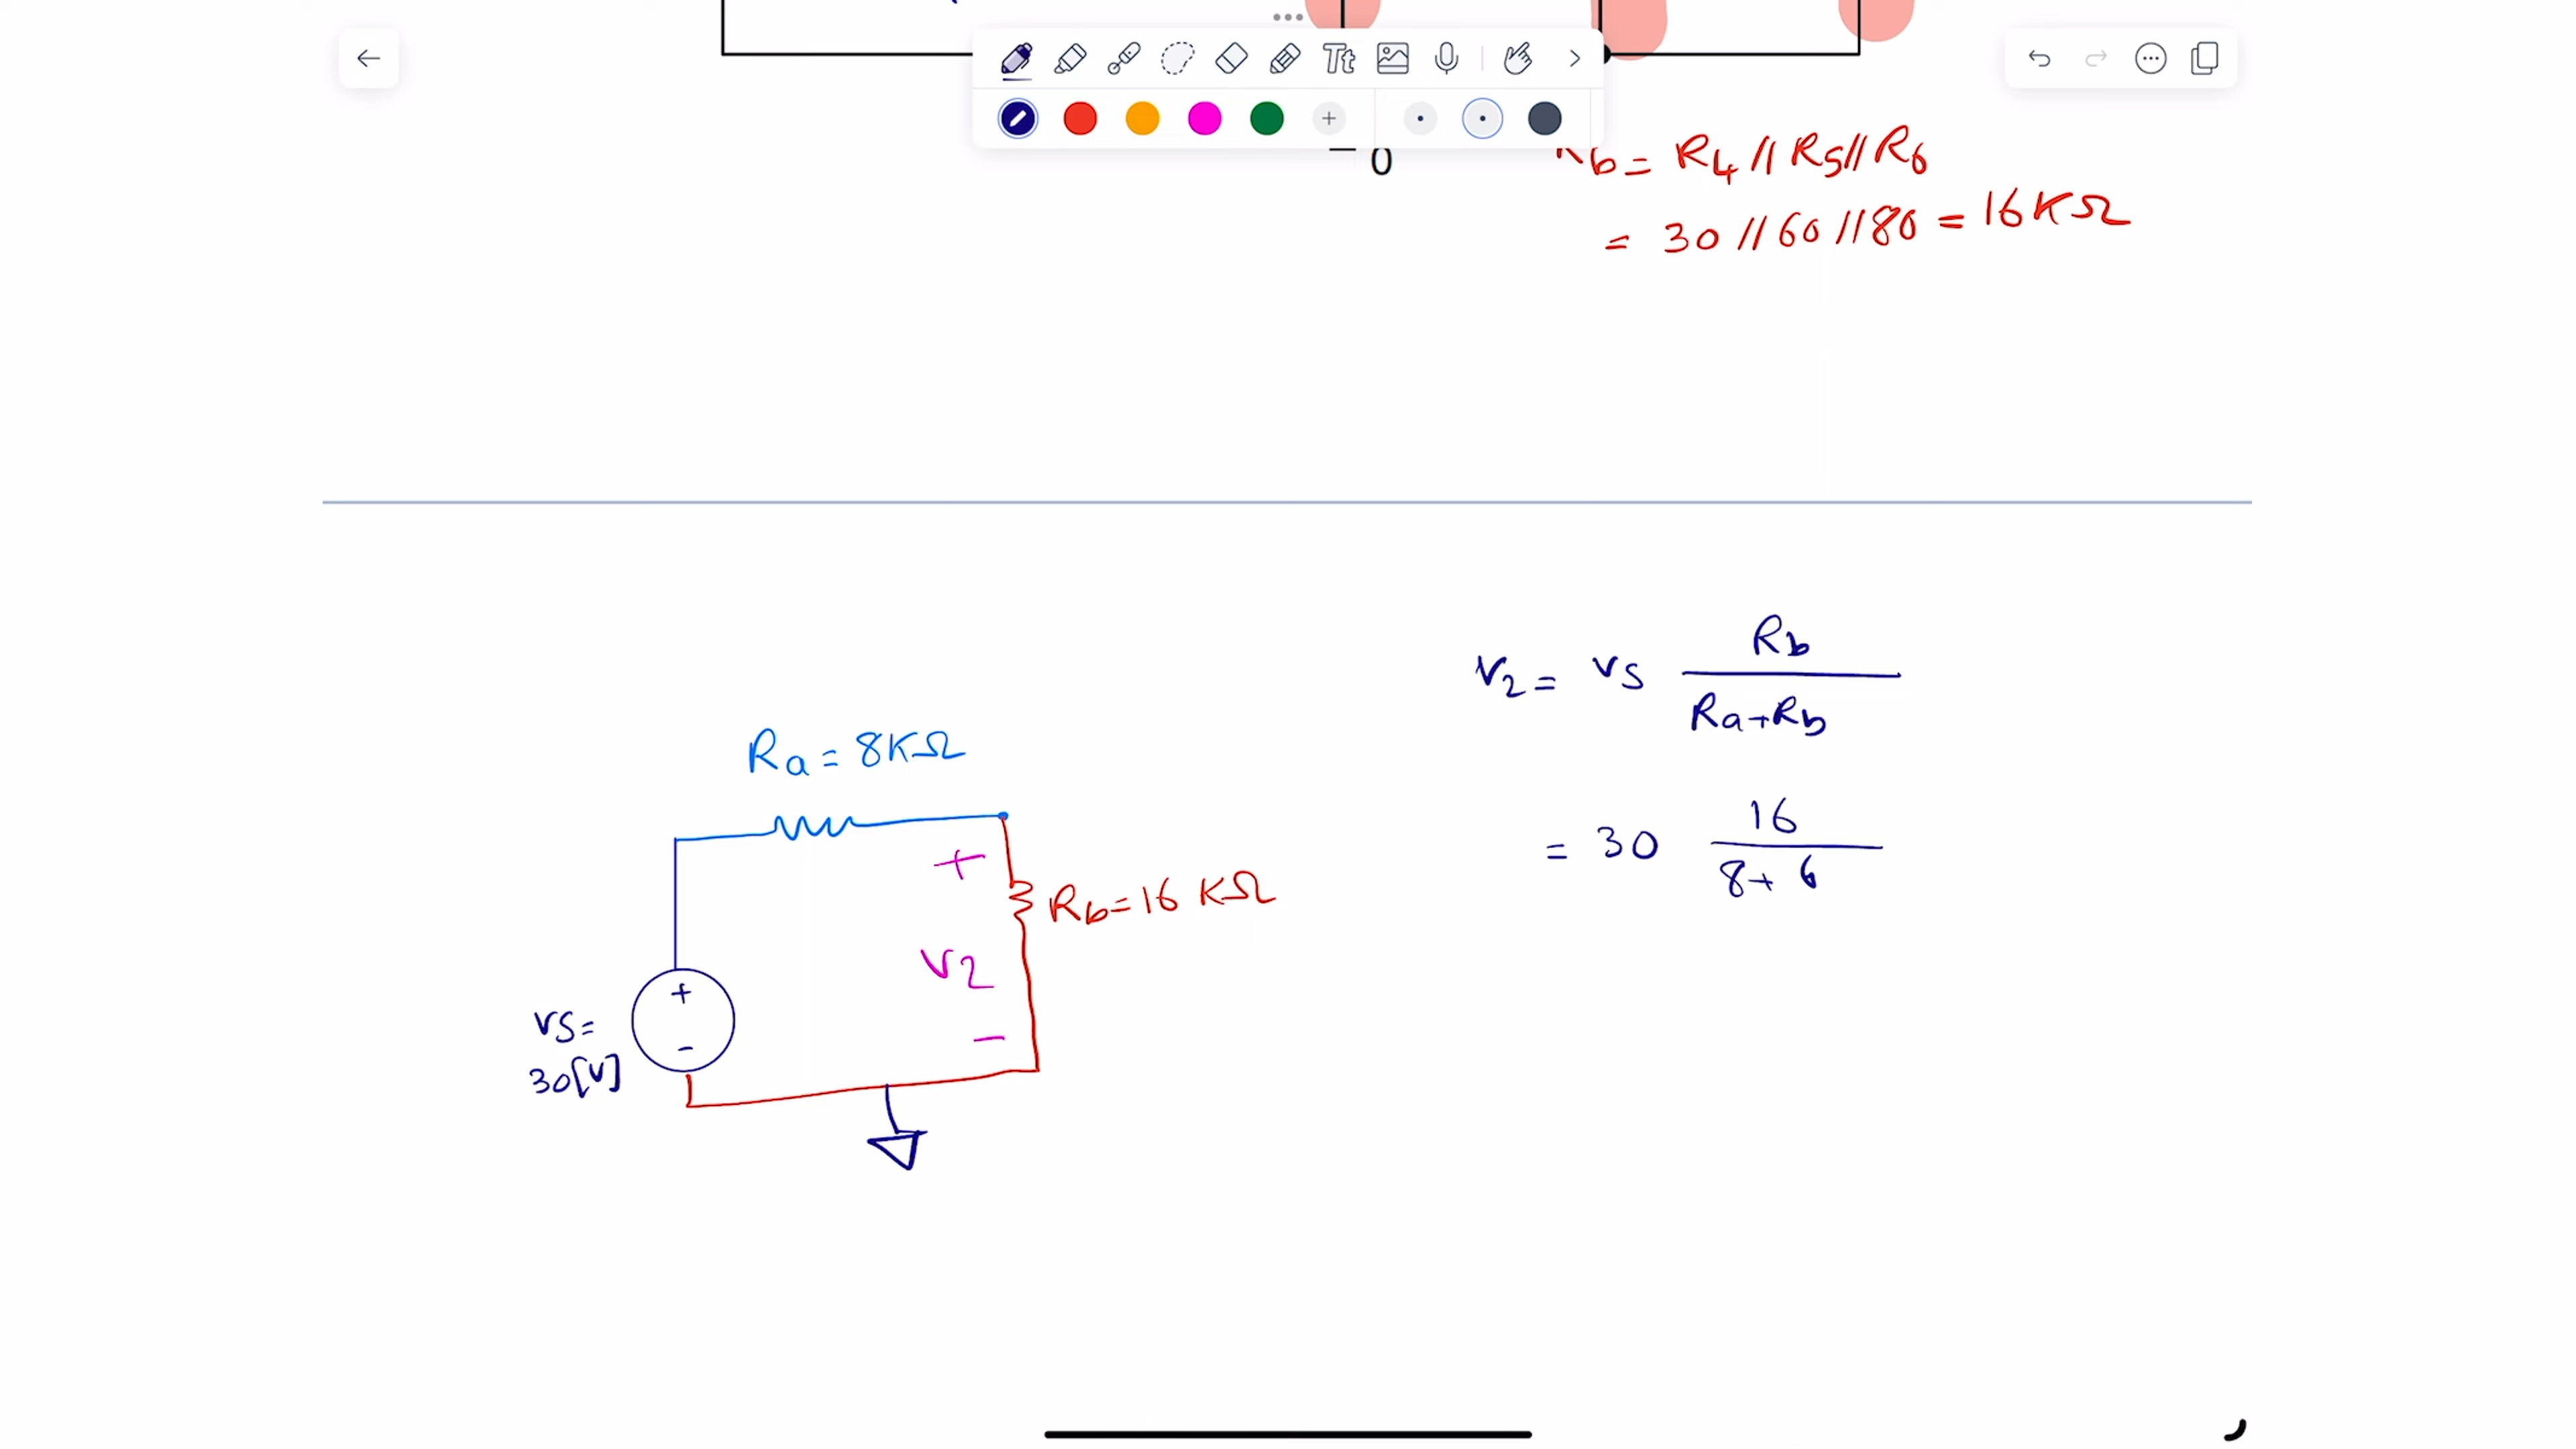 Tt
0
Rb = R4 // R5 // R6
= 30 // 60 // 80 = 16 KΩ
V2 = VS Rb
Ra+Rb
Ra = 8KΩ
= 30 16
8+ 6
+
Rb = 16 KΩ
V2
-
+
-
VS =
30[V]